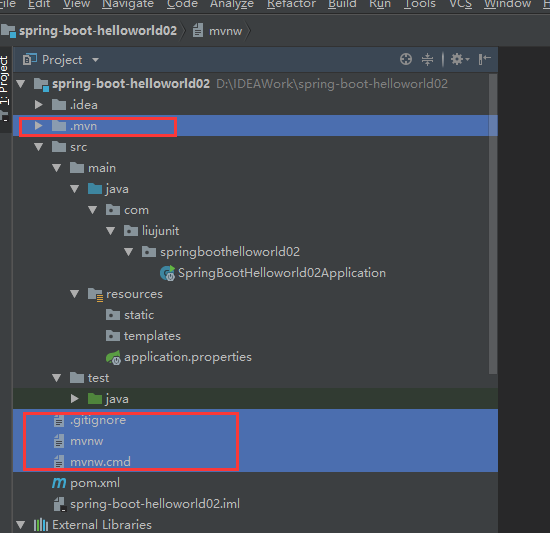 File Edit View Navigate Code Analyze Refactor Build Run Tools VCS Window
spring-boot-helloworld02 mvnw
1: Project
Project
spring-boot-helloworld02 D:\IDEAWork\spring-boot-helloworld02
.idea
.mvn
src
main
java
com
liujunit
springboothelloworld02
SpringBootHelloworld02Application
resources
static
templates
application.properties
test
java
.gitignore
mvnw
mvnw.cmd
pom.xml
spring-boot-helloworld02.iml
External Libraries